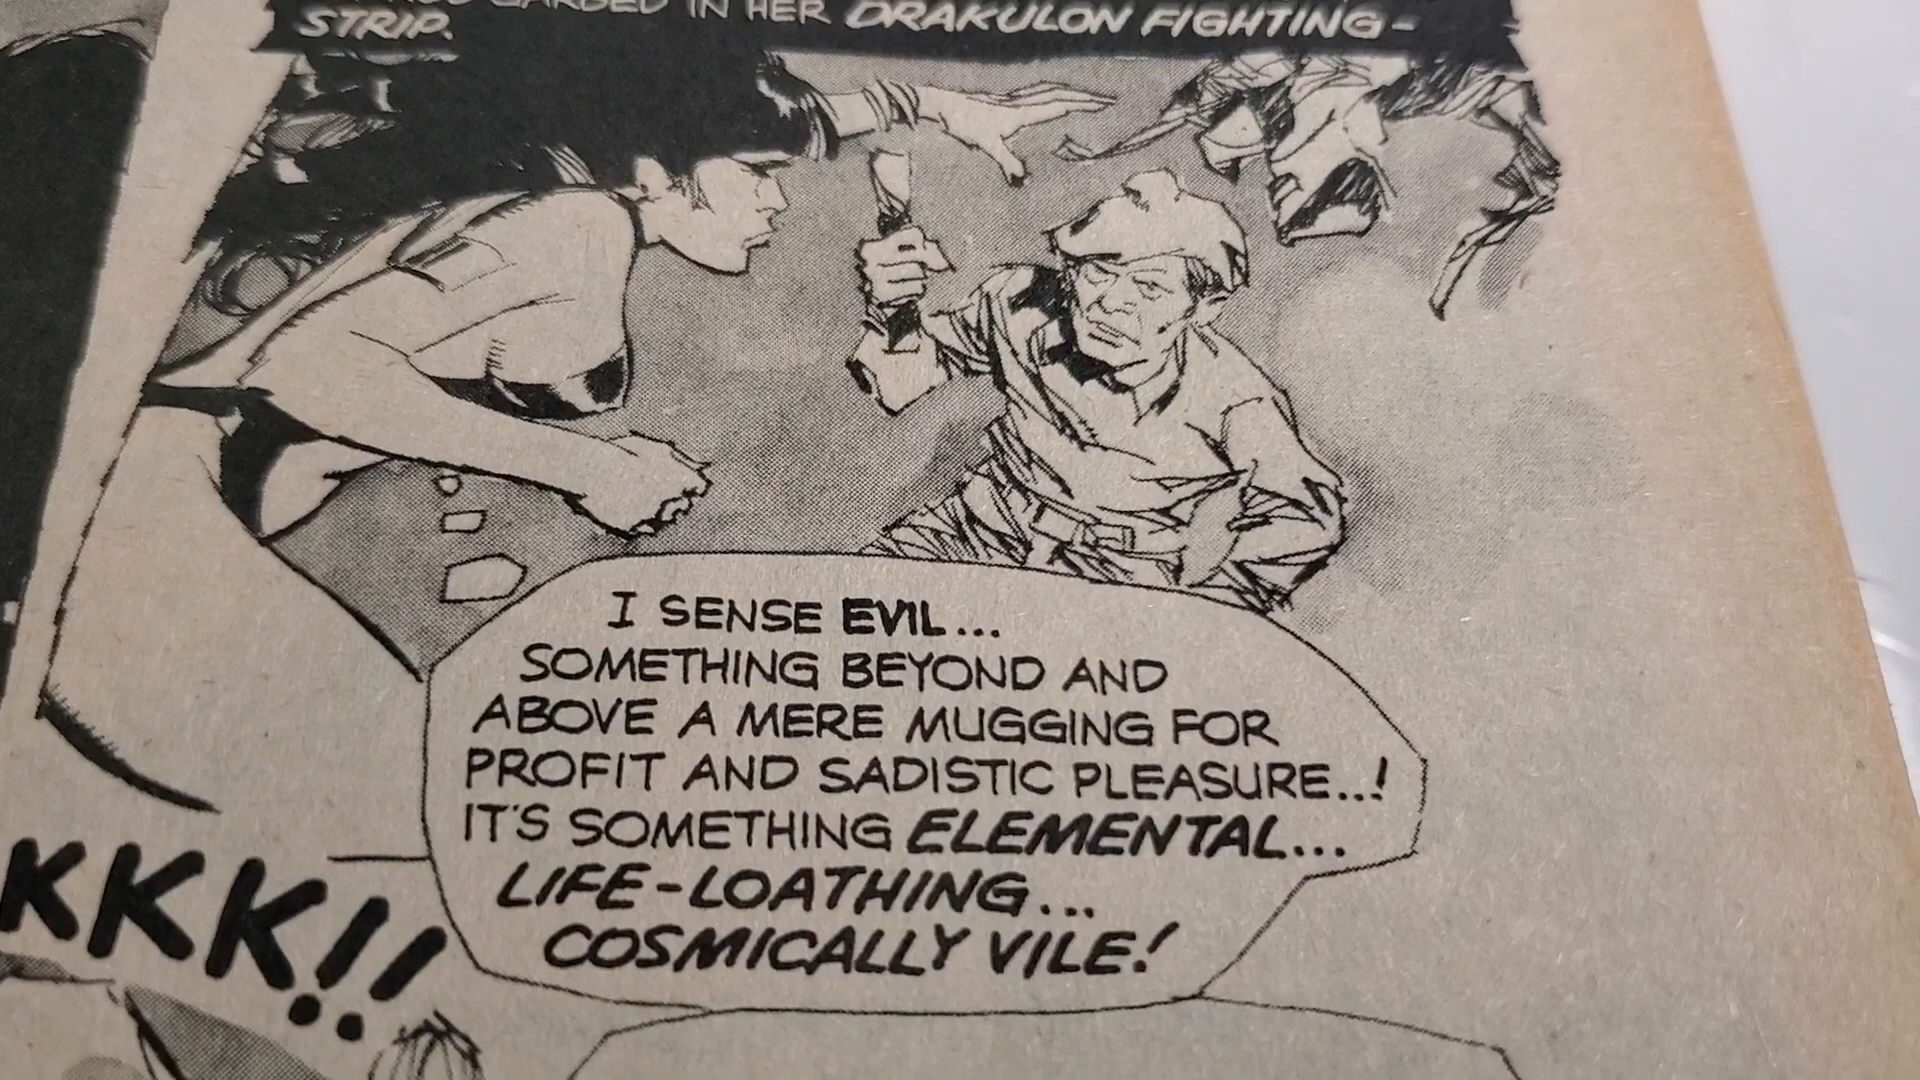 GARBED IN HER DRAKULON FIGHTING-
STRIP.
I SENSE EVIL...
SOMETHING BEYOND AND
ABOVE A MERE MUGGING FOR
PROFIT AND SADISTIC PLEASURE...!
IT'S SOMETHING ELEMENTAL...
LIFE-LOATHING...
COSMICALLY VILE!
KKK!!